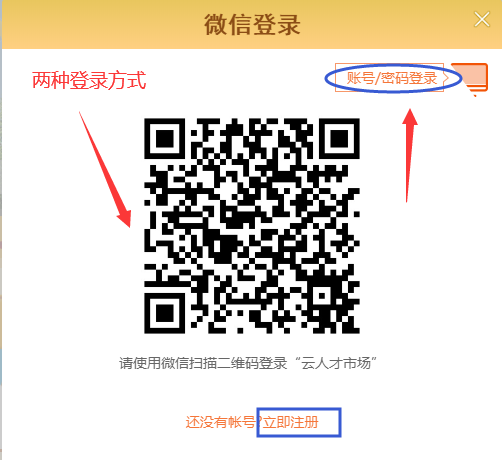 微信登录
两种登录方式
账号/密码登录
请使用微信扫描二维码登录“云人才市场”
还没有帐号?立即注册